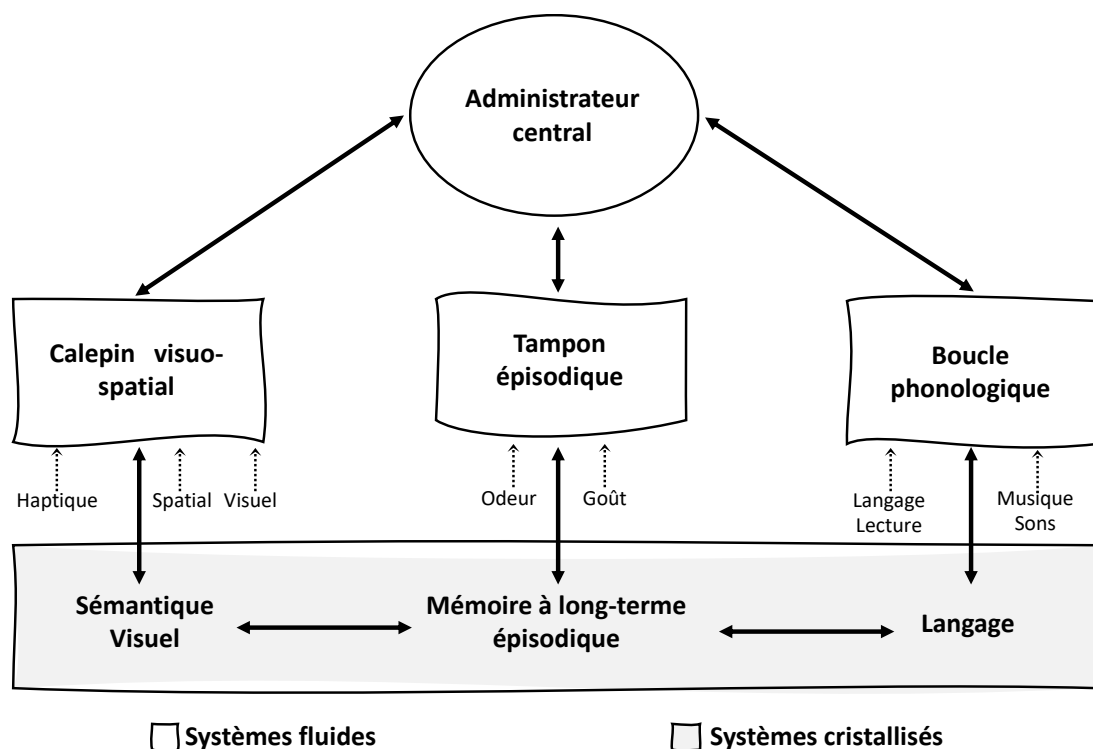 Administrateur
central
Calepin visuo-
spatial
Tampon
épisodique
Boucle
phonologique
Haptique
Spatial
Visuel
Odeur
Goût
Langage
Lecture
Musique
Sons
Sémantique
Visuel
Mémoire à long-terme
épisodique
Langage
Systèmes fluides
Systèmes cristallisés